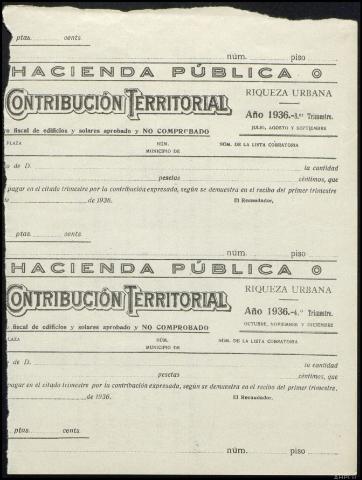 ptas. cents.
núm. piso
HACIENDA PÚBLICA
CONTRIBUCIÓN TERRITORIAL
RIQUEZA URBANA
Año 1936.-3.er Trimestre.
JULIO, AGOSTO Y SEPTIEMBRE
o fiscal de edificios y solares aprobado y NO COMPROBADO
PLAZA NÚM. NÚM. DE LA LISTA COBRATORIA
MUNICIPIO DE
de D. la cantidad
pesetas céntimos, que
pagar en el citado trimestre por la contribución expresada, según se demuestra en el recibo del primer trimestre
de 1936. El Recaudador,
ptas. cents.
núm. piso
HACIENDA PÚBLICA
CONTRIBUCIÓN TERRITORIAL
RIQUEZA URBANA
Año 1936.-4.º Trimestre.
OCTUBRE, NOVIEMBRE Y DICIEMBRE
fiscal de edificios y solares aprobado y NO COMPROBADO
LAZA NÚM. NÚM. DE LA LISTA COBRATORIA
MUNICIPIO DE
e de D. la cantidad
pesetas céntimos, que
pagar en el citado trimestre por la contribución expresada, según se demuestra en el recibo del primer trimestre,
de 1936. El Recaudador.
ptas. cents.
núm. piso